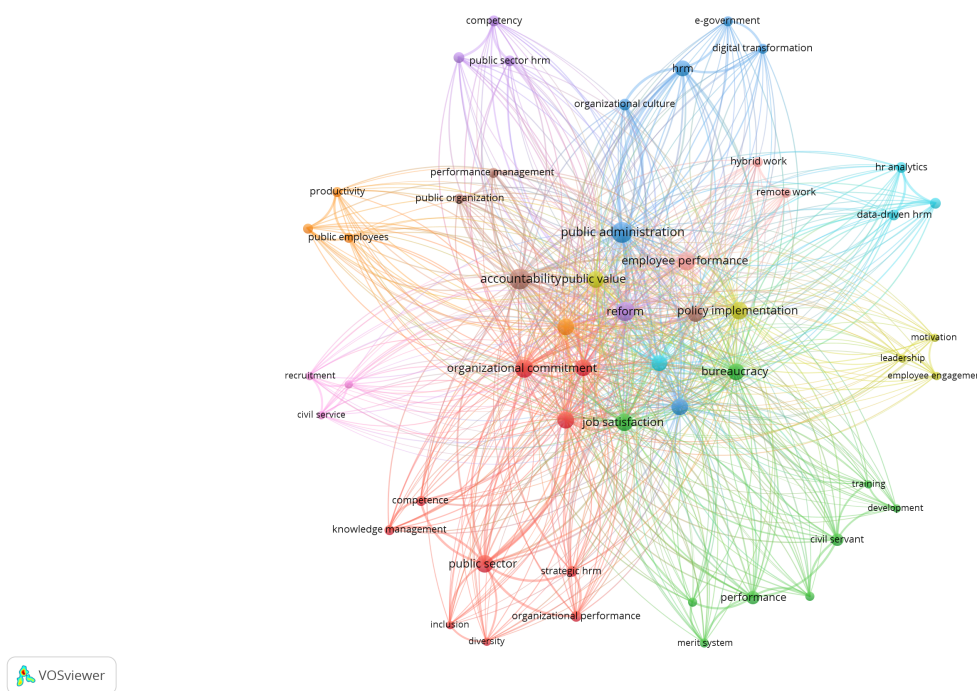 competency
e-government
digital transformation
public sector hrm
hrm
organizational culture
hybrid work
hr analytics
performance management
productivity
remote work
public organization
data-driven hrm
public administration
public employees
employee performance
accountability
public value
reform
policy implementation
motivation
leadership
organizational commitment
bureaucracy
recruitment
employee engagemen
civil service
job satisfaction
training
competence
development
knowledge management
civil servant
public sector
strategic hrm
performance
organizational performance
inclusion
diversity
merit system
VOSviewer